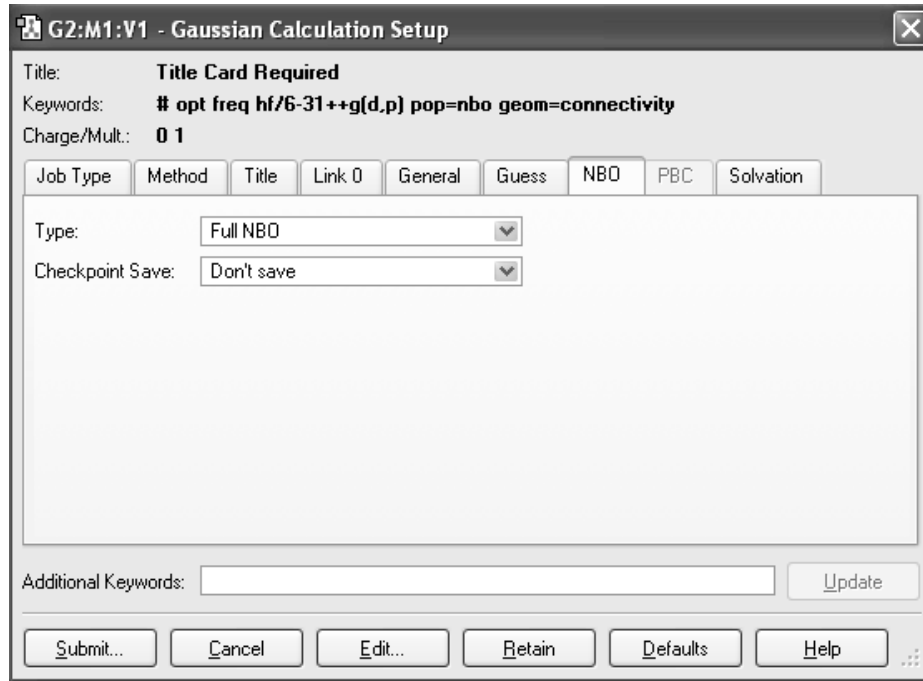 G2:M1:V1 - Gaussian Calculation Setup
Title: Title Card Required
Keywords: # opt freq hf/6-31++g(d,p) pop=nbo geom=connectivity
Charge/Mult.: 0 1
Job Type Method Title Link 0 General Guess NBO PBC Solvation
Type: Full NBO
Checkpoint Save: Don't save
Additional Keywords: Update
Submit... Cancel Edit... Retain Defaults Help